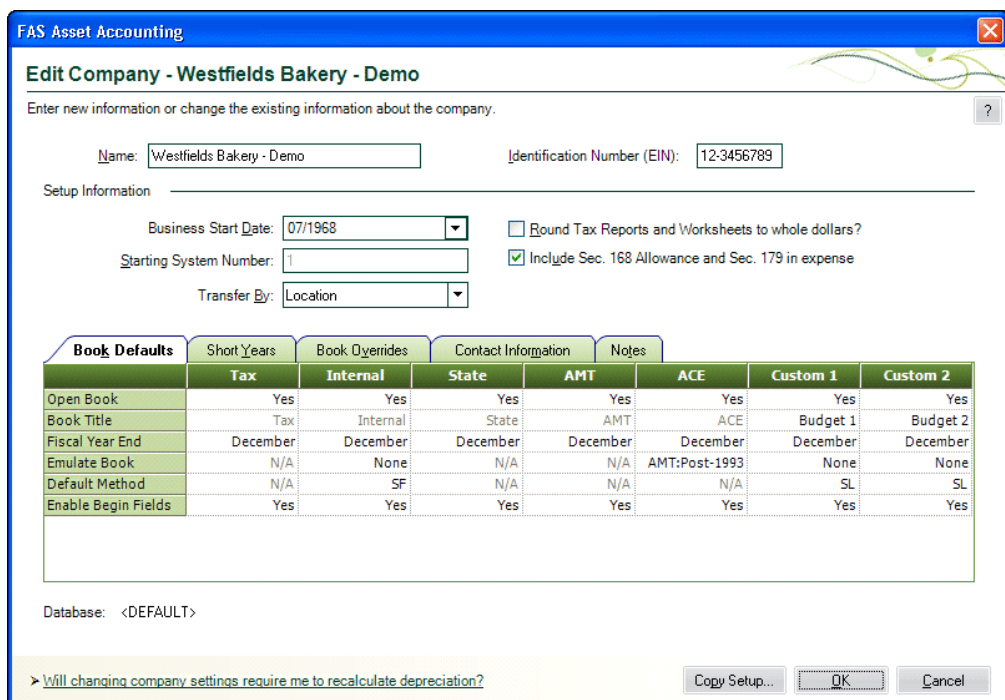 FAS Asset Accounting
Edit Company - Westfields Bakery - Demo
Enter new information or change the existing information about the company.
?
Name: Westfields Bakery - Demo Identification Number (EIN): 12-3456789
Setup Information
Business Start Date: 07/1968 Round Tax Reports and Worksheets to whole dollars?
Starting System Number: 1 Include Sec. 168 Allowance and Sec. 179 in expense
Transfer By: Location
Book Defaults Short Years Book Overrides Contact Information Notes
Tax Internal State AMT ACE Custom 1 Custom 2
Open Book Yes Yes Yes Yes Yes Yes Yes
Book Title Tax Internal State AMT ACE Budget 1 Budget 2
Fiscal Year End December December December December December December December
Emulate Book N/A None N/A N/A AMT:Post-1993 None None
Default Method N/A SF N/A N/A N/A SL SL
Enable Begin Fields Yes Yes Yes Yes Yes Yes Yes
Database: <DEFAULT>
Will changing company settings require me to recalculate depreciation? Copy Setup... OK Cancel